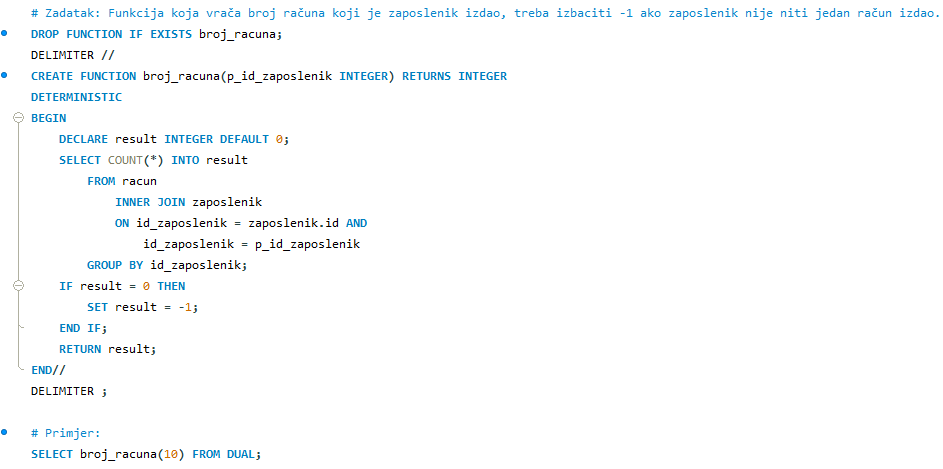 # Zadatak: Funkcija koja vrača broj računa koji je zaposlenik izdao, treba izbaciti -1 ako zaposlenik nije niti jedan račun izdao.
DROP FUNCTION IF EXISTS broj_racuna;
DELIMITER //
CREATE FUNCTION broj_racuna(p_id_zaposlenik INTEGER) RETURNS INTEGER
DETERMINISTIC
BEGIN
    DECLARE result INTEGER DEFAULT 0;
    SELECT COUNT(*) INTO result
        FROM racun
            INNER JOIN zaposlenik
            ON id_zaposlenik = zaposlenik.id AND
                id_zaposlenik = p_id_zaposlenik
        GROUP BY id_zaposlenik;
    IF result = 0 THEN
        SET result = -1;
    END IF;
    RETURN result;
END//
DELIMITER ;
# Primjer:
SELECT broj_racuna(10) FROM DUAL;